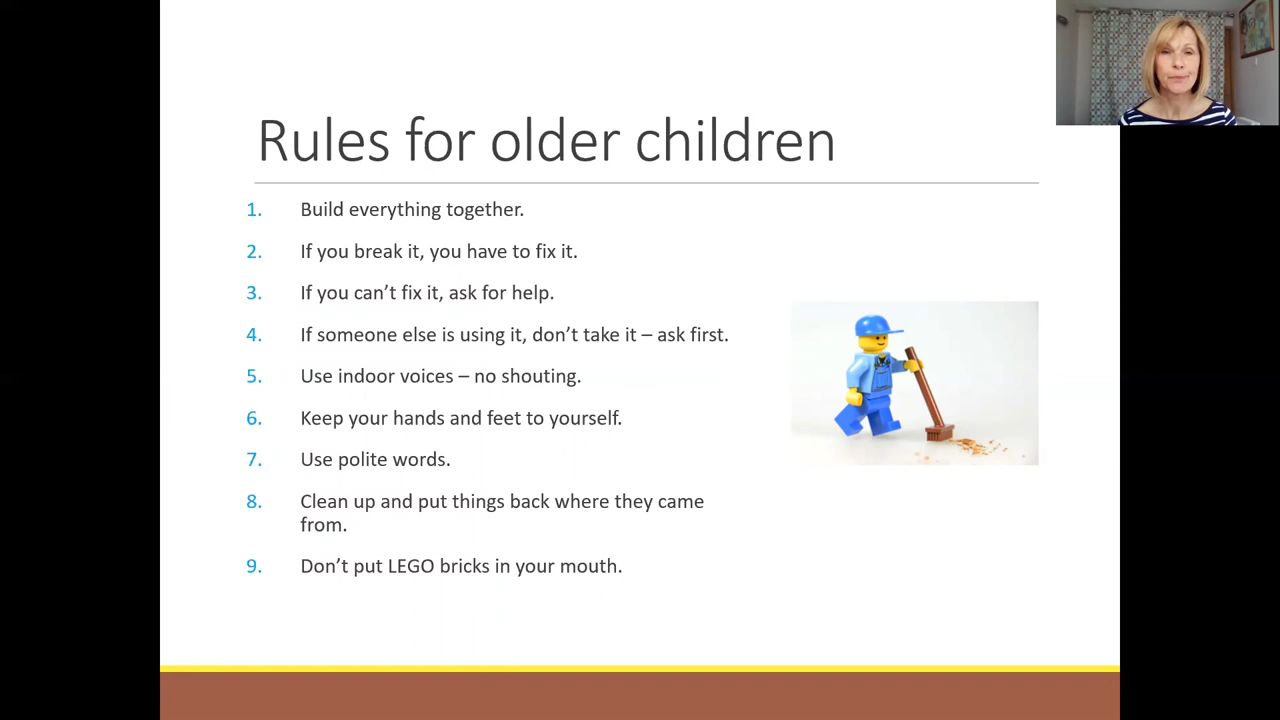 Rules for older children
1. Build everything together.
2. If you break it, you have to fix it.
3. If you can’t fix it, ask for help.
4. If someone else is using it, don’t take it – ask first.
5. Use indoor voices – no shouting.
6. Keep your hands and feet to yourself.
7. Use polite words.
8. Clean up and put things back where they came
from.
9. Don’t put LEGO bricks in your mouth.